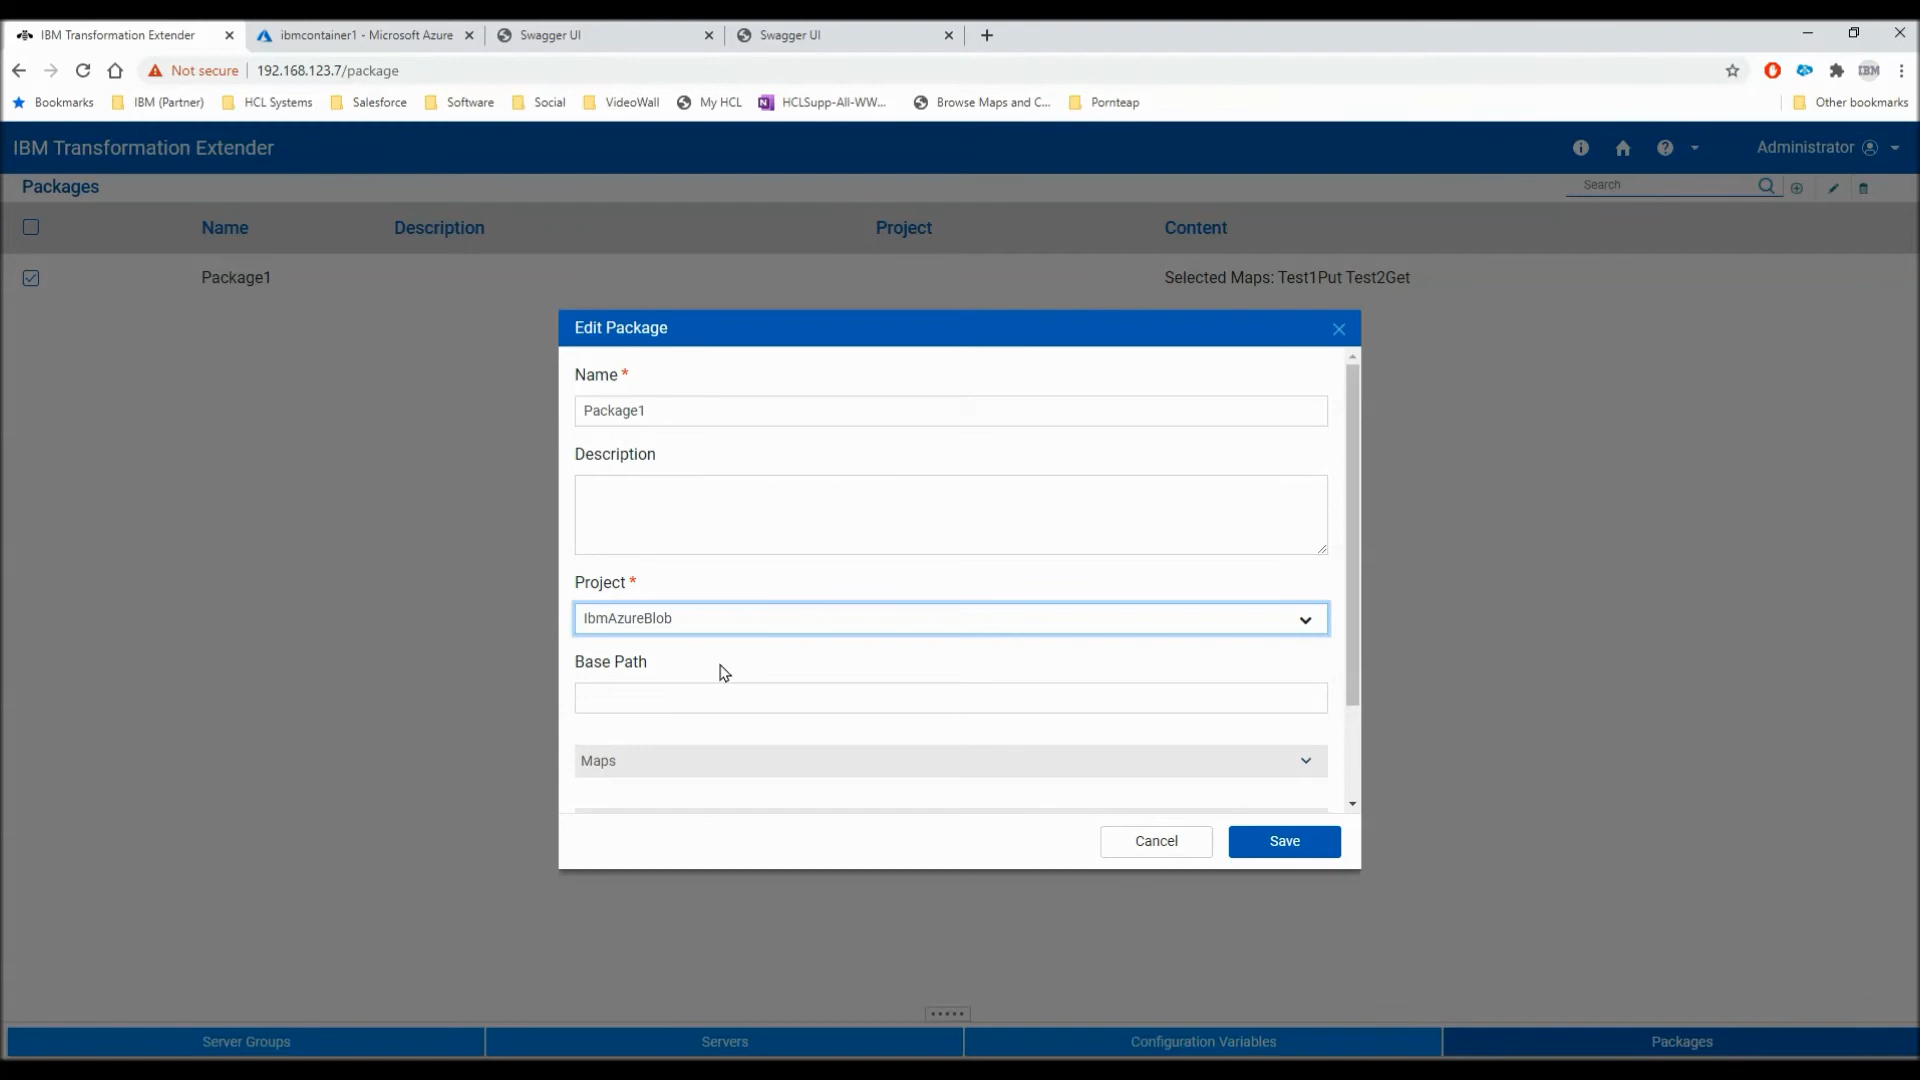 IBM Transformation Extender
ibmcontainer1 - Microsoft Azure
Swagger UI
Swagger UI
Not secure
192.168.123.7/package
IBM
Bookmarks
IBM (Partner)
HCL Systems
Salesforce
Software
Social
VideoWall
My HCL
HCLSupp-All-WW...
Browse Maps and C...
Pornteap
Other bookmarks
IBM Transformation Extender
Administrator
Packages
Search
Name
Description
Project
Content
Package1
Selected Maps: Test1Put Test2Get
Edit Package
Name *
Package1
Description
Project *
IbmAzureBlob
Base Path
Maps
Cancel
Save
Server Groups
Servers
Configuration Variables
Packages